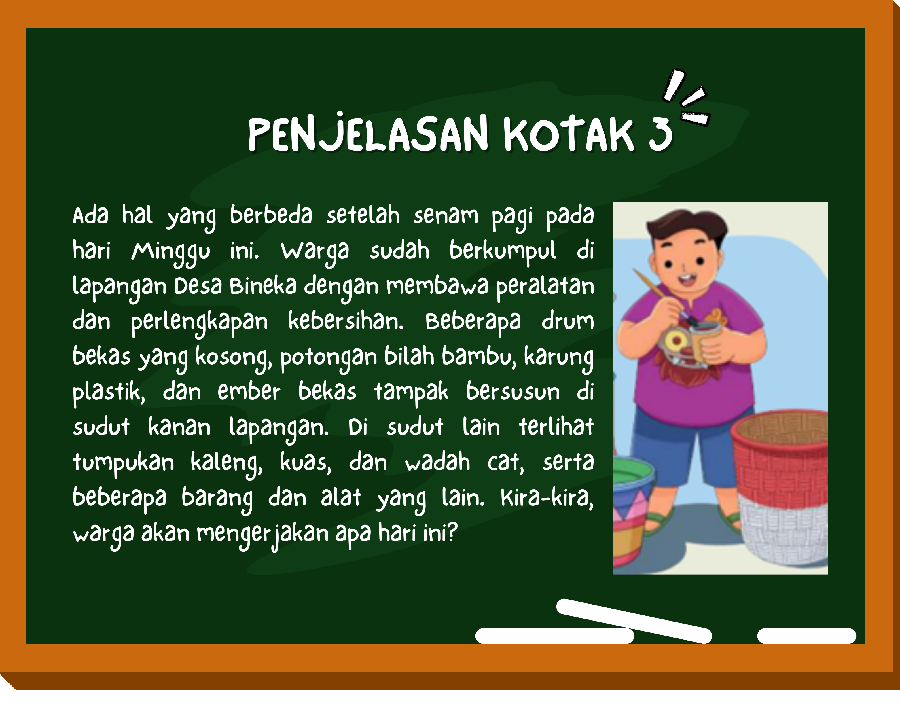 PENJELASAN KOTAK 3
Ada hal yang berbeda setelah senam pagi pada
hari Minggu ini. Warga sudah berkumpul di
lapangan Desa Bineka dengan membawa peralatan
dan perlengkapan kebersihan. Beberapa drum
bekas yang kosong, potongan bilah bambu, karung
plastik, dan ember bekas tampak bersusun di
sudut kanan lapangan. Di sudut lain terlihat
tumpukan kaleng, kuas, dan wadah cat, serta
beberapa barang dan alat yang lain. Kira-kira,
warga akan mengerjakan apa hari ini?